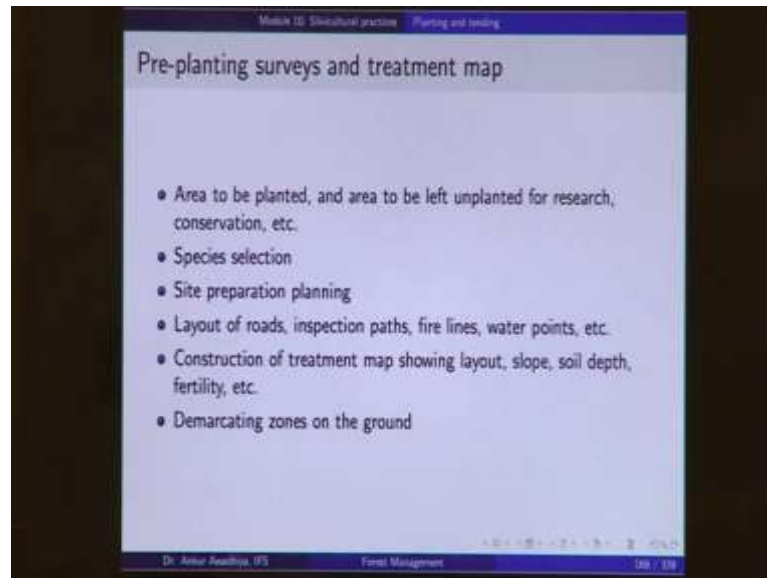 Module 10: Silvicultural practices Planting and tending
Pre-planting surveys and treatment map
• Area to be planted, and area to be left unplanted for research,
conservation, etc.
• Species selection
• Site preparation planning
• Layout of roads, inspection paths, fire lines, water points, etc.
• Construction of treatment map showing layout, slope, soil depth,
fertility, etc.
• Demarcating zones on the ground
Dr. Ankur Awadhiya, IFS Forest Management